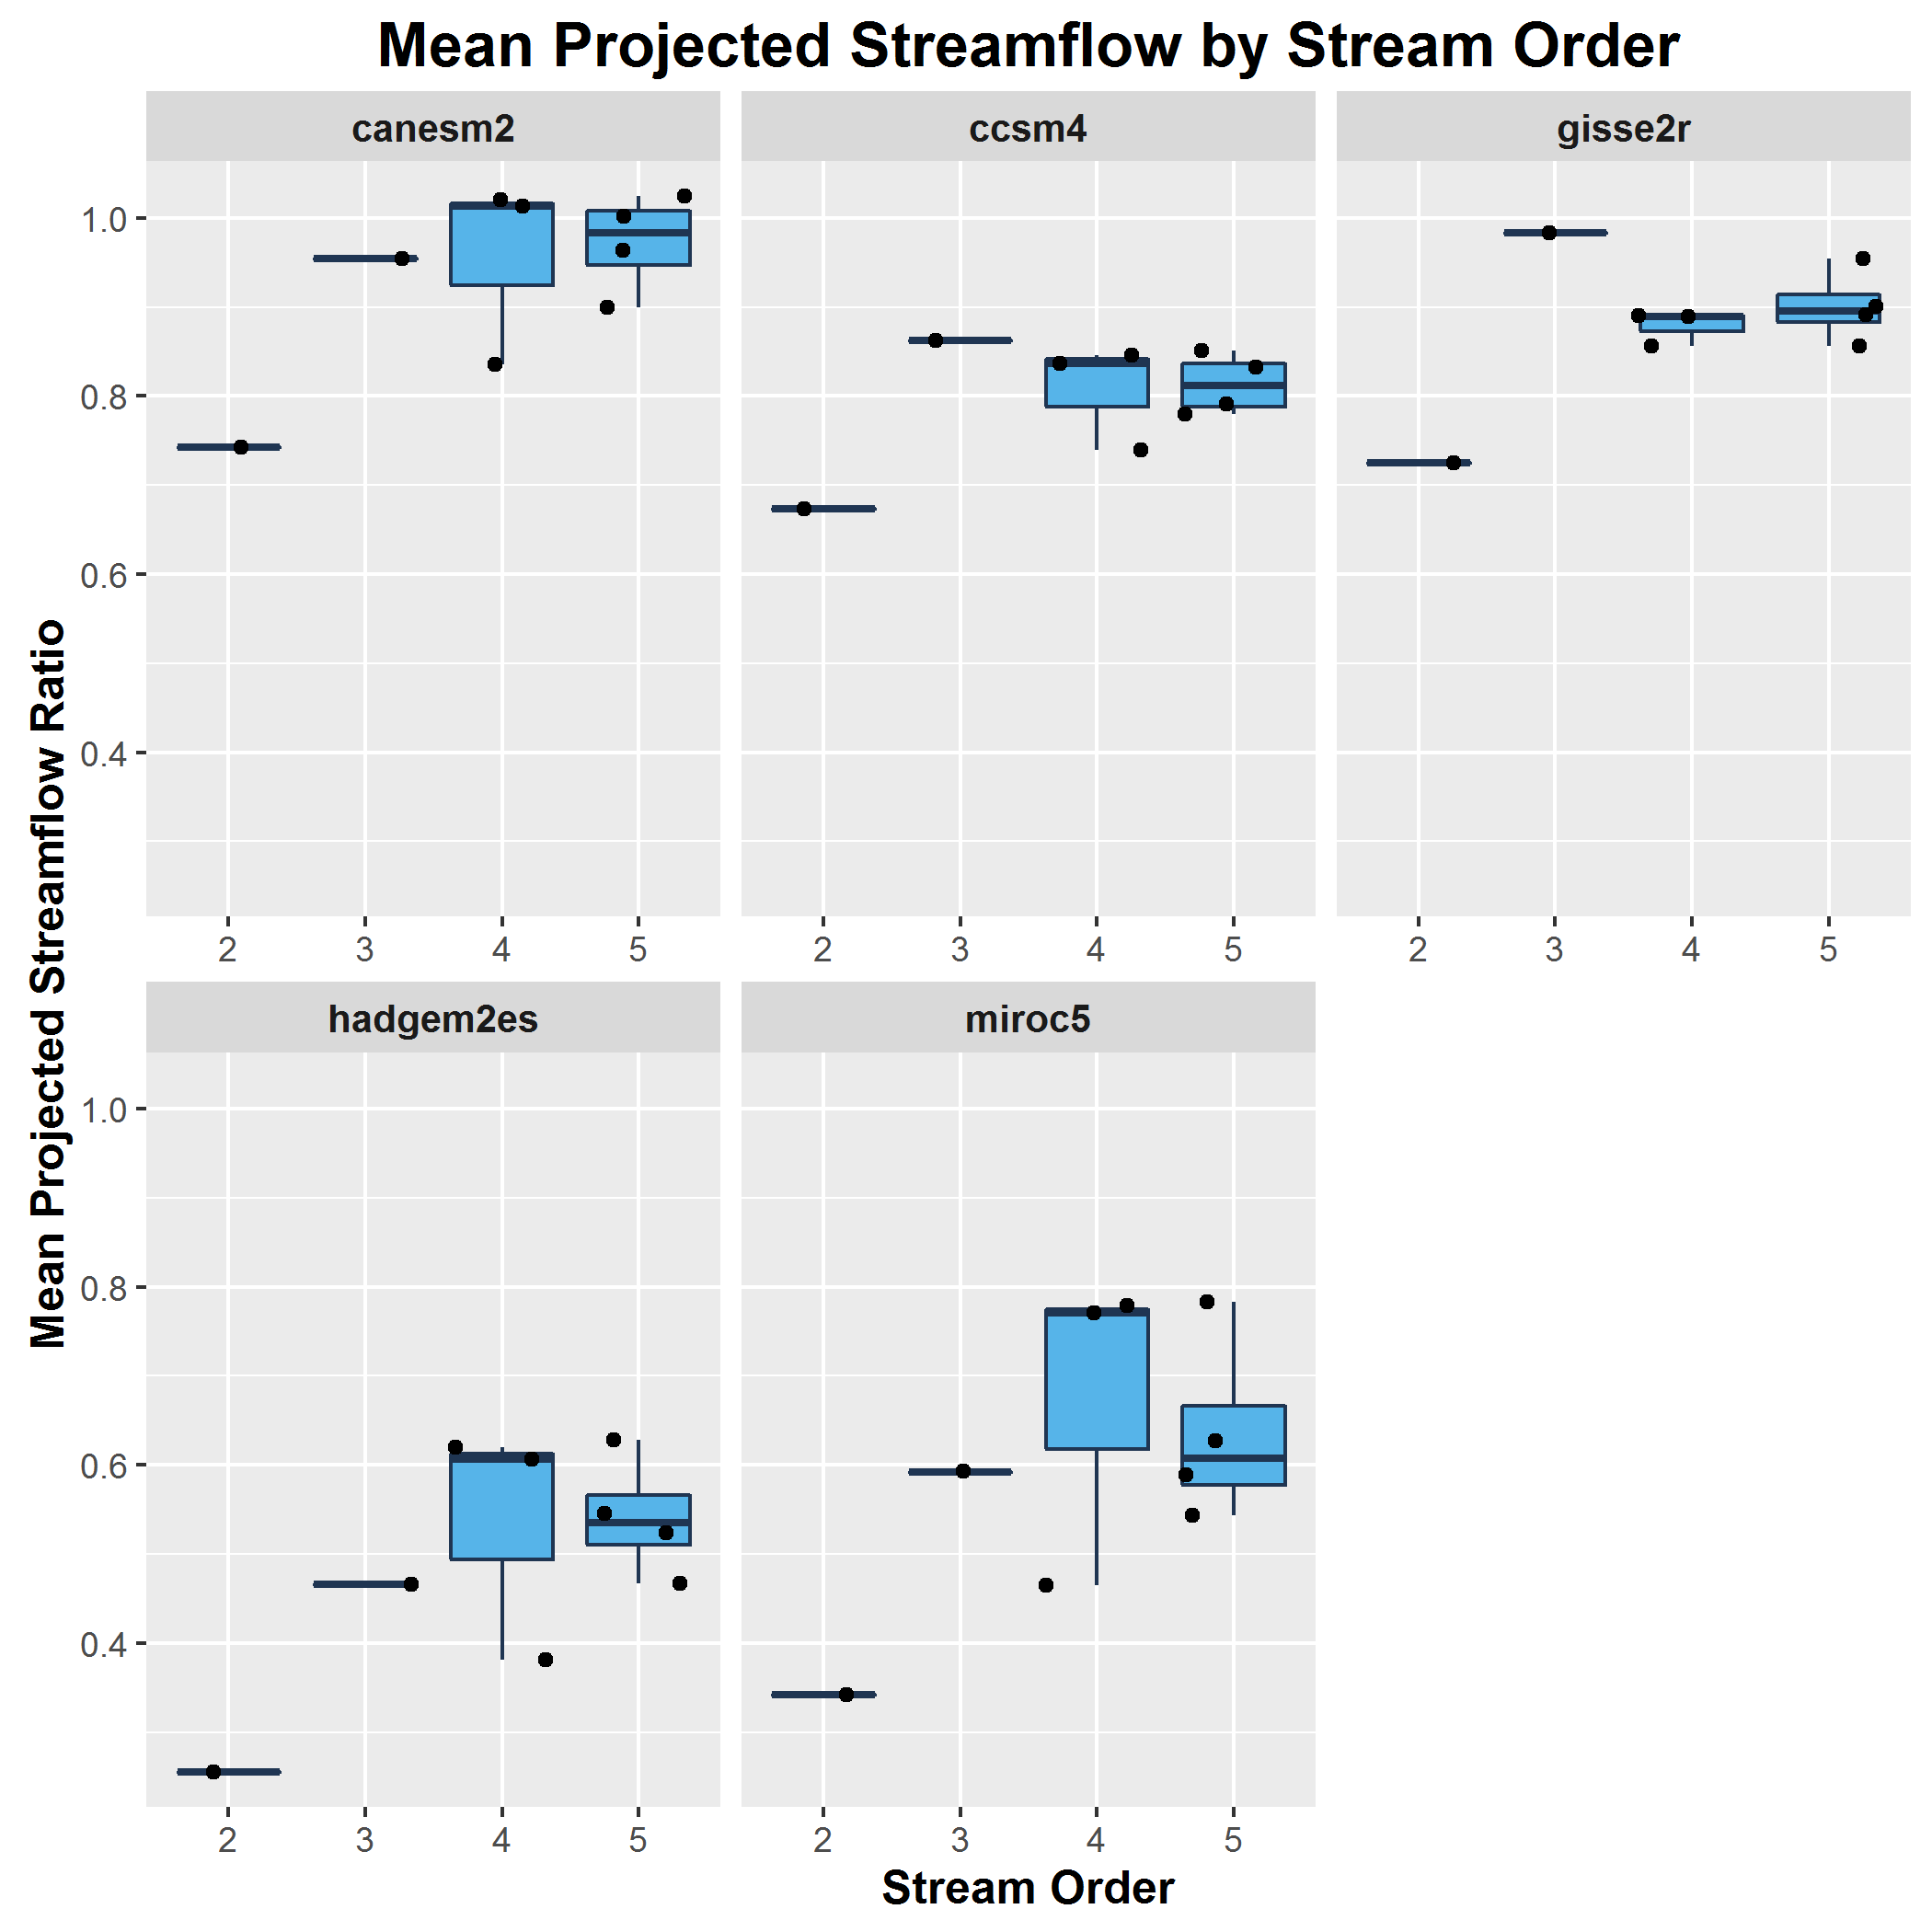 Mean Projected Streamflow by Stream Order
canesm2
ccsm4
gisse2r
1.0
0.8
0.6
0.4
2 3 4 5
2 3 4 5
2 3 4 5
Mean Projected Streamflow Ratio
hadgem2es
miroc5
1.0
0.8
0.6
0.4
2 3 4 5
2 3 4 5
Stream Order